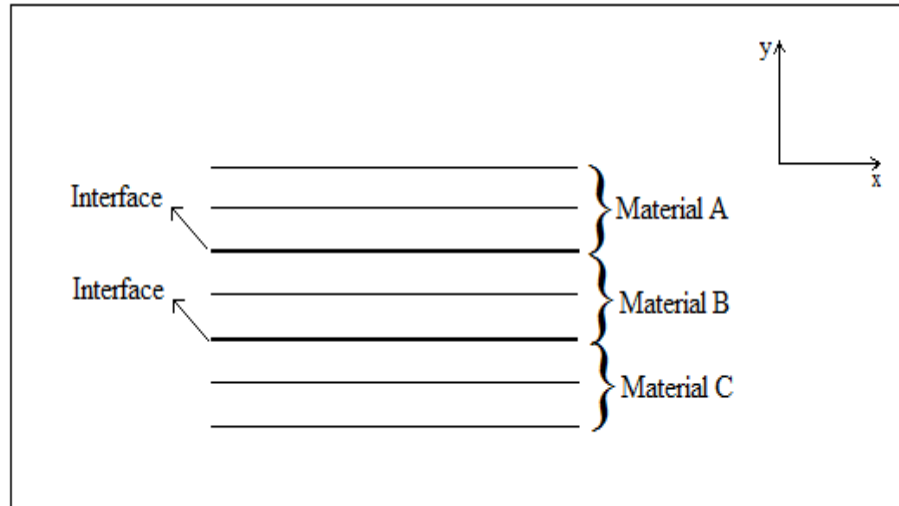 y
x
Interface
Material A
Interface
Material B
Material C